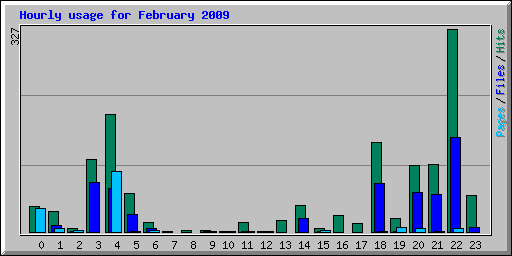 Hourly usage for February 2009
327
Pages / Files / Hits
0 1 2 3 4 5 6 7 8 9 10 11 12 13 14 15 16 17 18 19 20 21 22 23